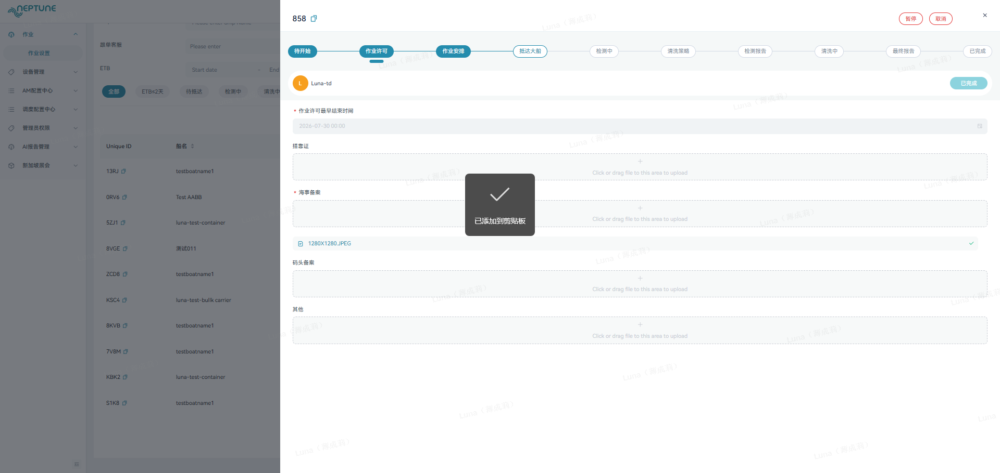 NEPTUNE
作业
作业设置
设备管理
AM配置中心
调度配置中心
管理员权限
AI报告管理
新加坡展会
Please enter Ship Name
跟单客服
Please enter
ETB
Start date - End
全部 ETB≤2天 待抵达 检测中 清洗中
Unique ID 船名
13RJ testboatname1
0RV6 Test AABB
5ZJ1 luna-test-container
8VGE 测试011
ZCD8 testboatname1
KSC4 luna-test-bullk carrier
8KVB testboatname1
7V8M testboatname1
KBK2 luna-test-container
S1K8 testboatname1
858
暂停 取消
待开始 作业许可 作业安排 抵达大船 检测中 清洗策略 检测报告 清洗中 最终报告 已完成
L Luna-td 已完成
* 作业许可最早结束时间
2026-07-30 00:00
搭靠证
Click or drag file to this area to upload
* 海事备案
Click or drag file to this area to upload
已添加到剪贴板
1280X1280.JPEG
码头备案
Click or drag file to this area to upload
其他
Click or drag file to this area to upload